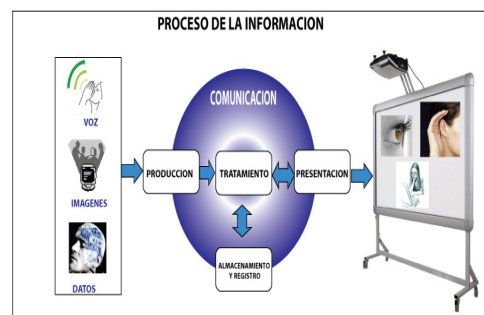 PROCESO DE LA INFORMACION
COMUNICACION
VOZ
IMAGENES
DATOS
PRODUCCION
TRATAMIENTO
PRESENTACION
ALMACENAMIENTO
Y REGISTRO